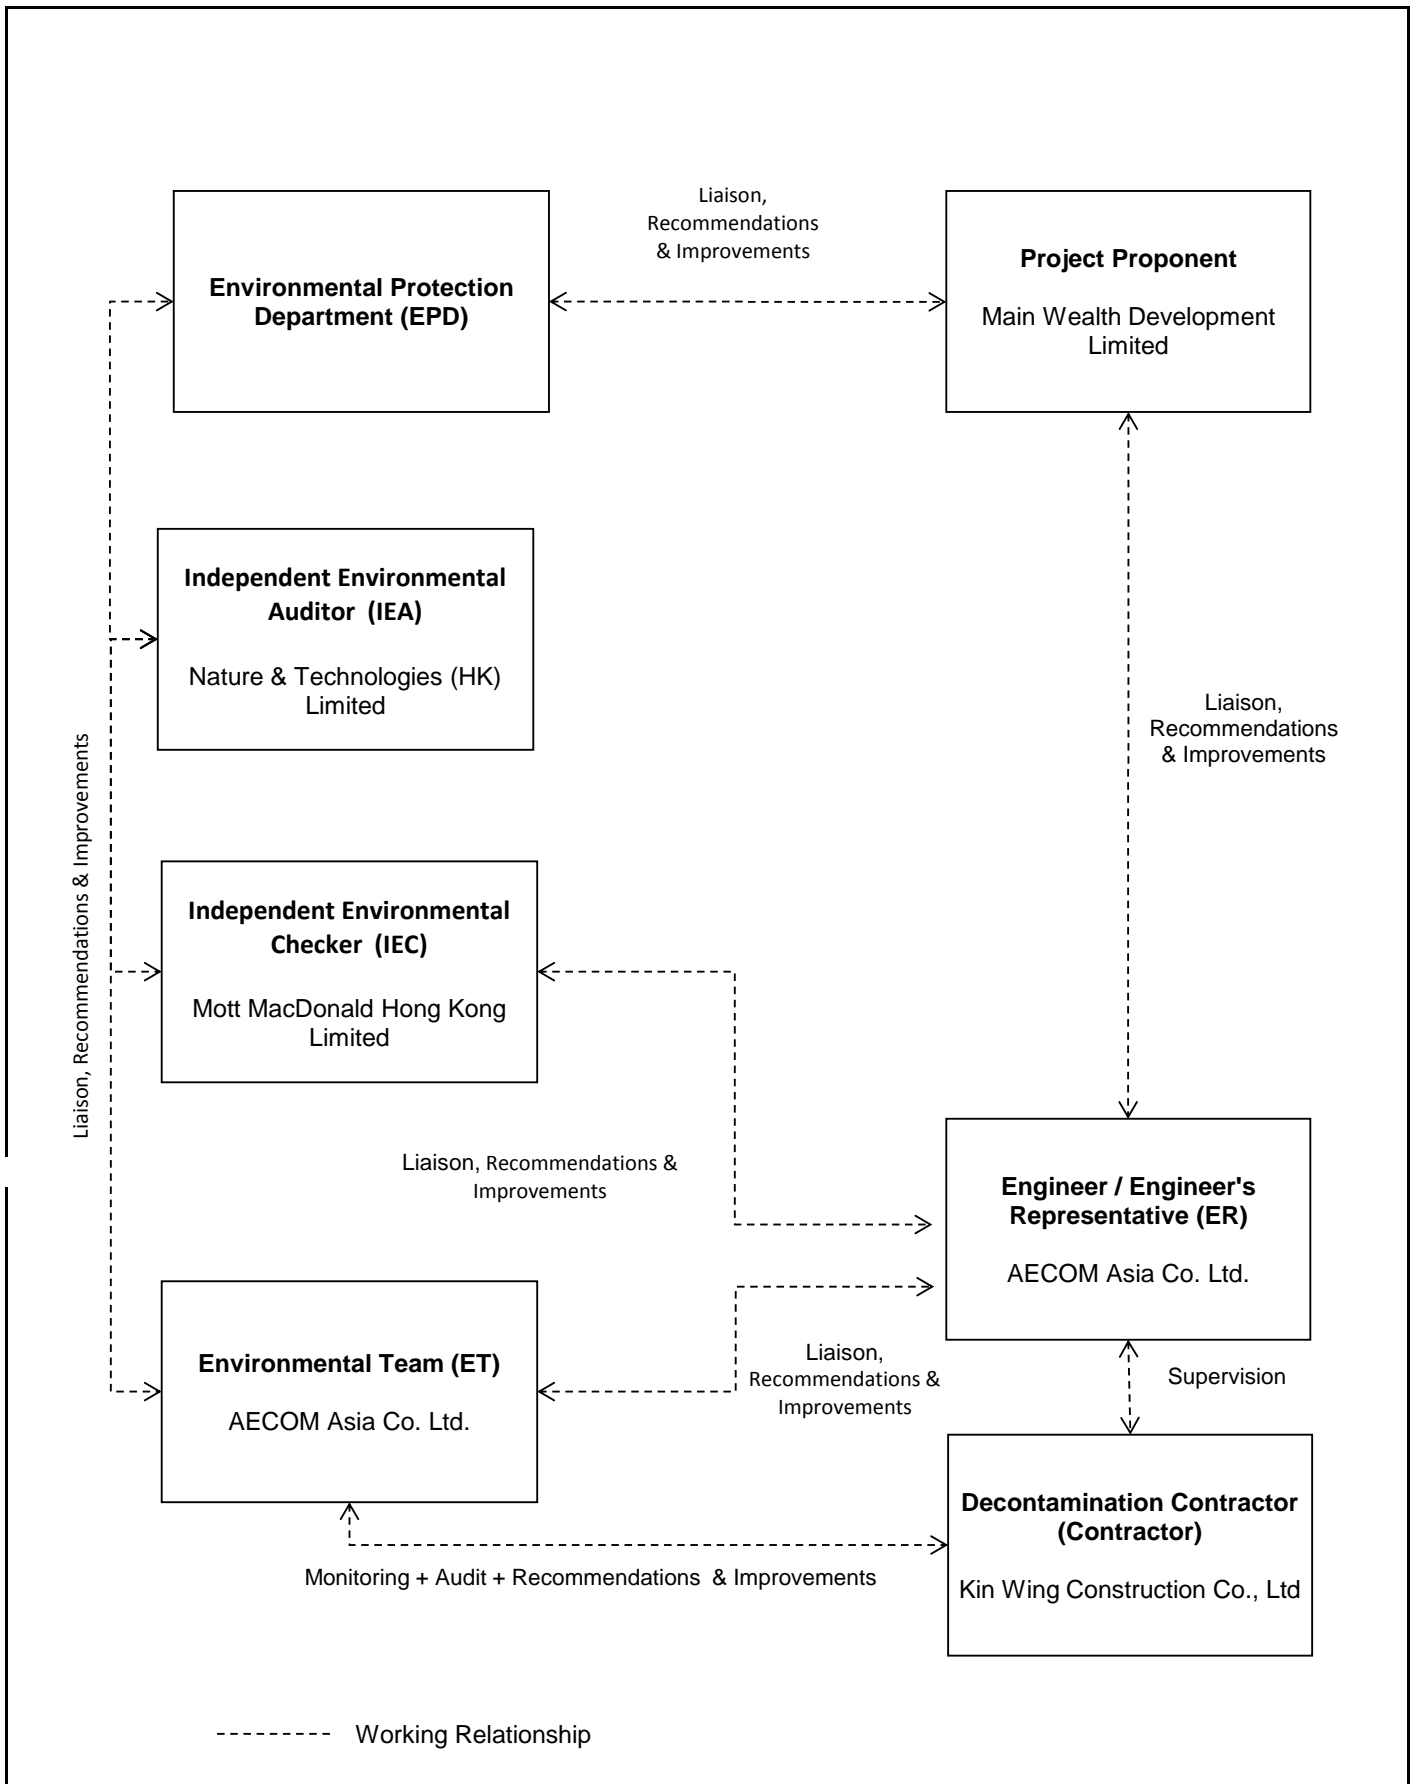 Liaison,
Recommendations
& Improvements
Environmental Protection
Department (EPD)
Project Proponent
Main Wealth Development
Limited
Independent Environmental
Auditor (IEA)
Nature & Technologies (HK)
Limited
Liaison,
Recommendations
& Improvements
Liaison, Recommendations & Improvements
Independent Environmental
Checker (IEC)
Mott MacDonald Hong Kong
Limited
Liaison, Recommendations &
Improvements
Engineer / Engineer's
Representative (ER)
AECOM Asia Co. Ltd.
Environmental Team (ET)
AECOM Asia Co. Ltd.
Liaison,
Recommendations &
Improvements
Supervision
Decontamination Contractor
(Contractor)
Kin Wing Construction Co., Ltd
Monitoring + Audit + Recommendations & Improvements
Working Relationship